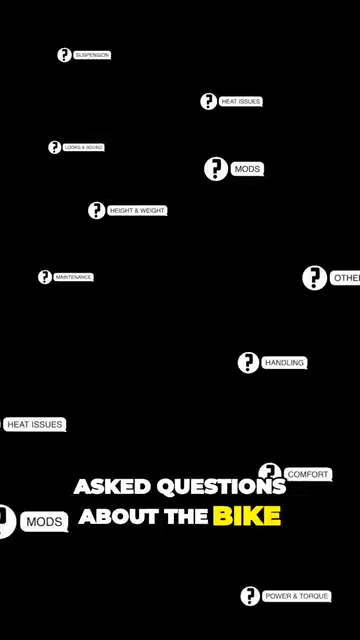 ? SUSPENSION
? HEAT ISSUES
? LOOKS & SOUND
? MODS
? HEIGHT & WEIGHT
? MAINTENANCE
? OTHE
? HANDLING
HEAT ISSUES
? COMFORT
ASKED QUESTIONS
ABOUT THE BIKE
? MODS
? POWER & TORQUE